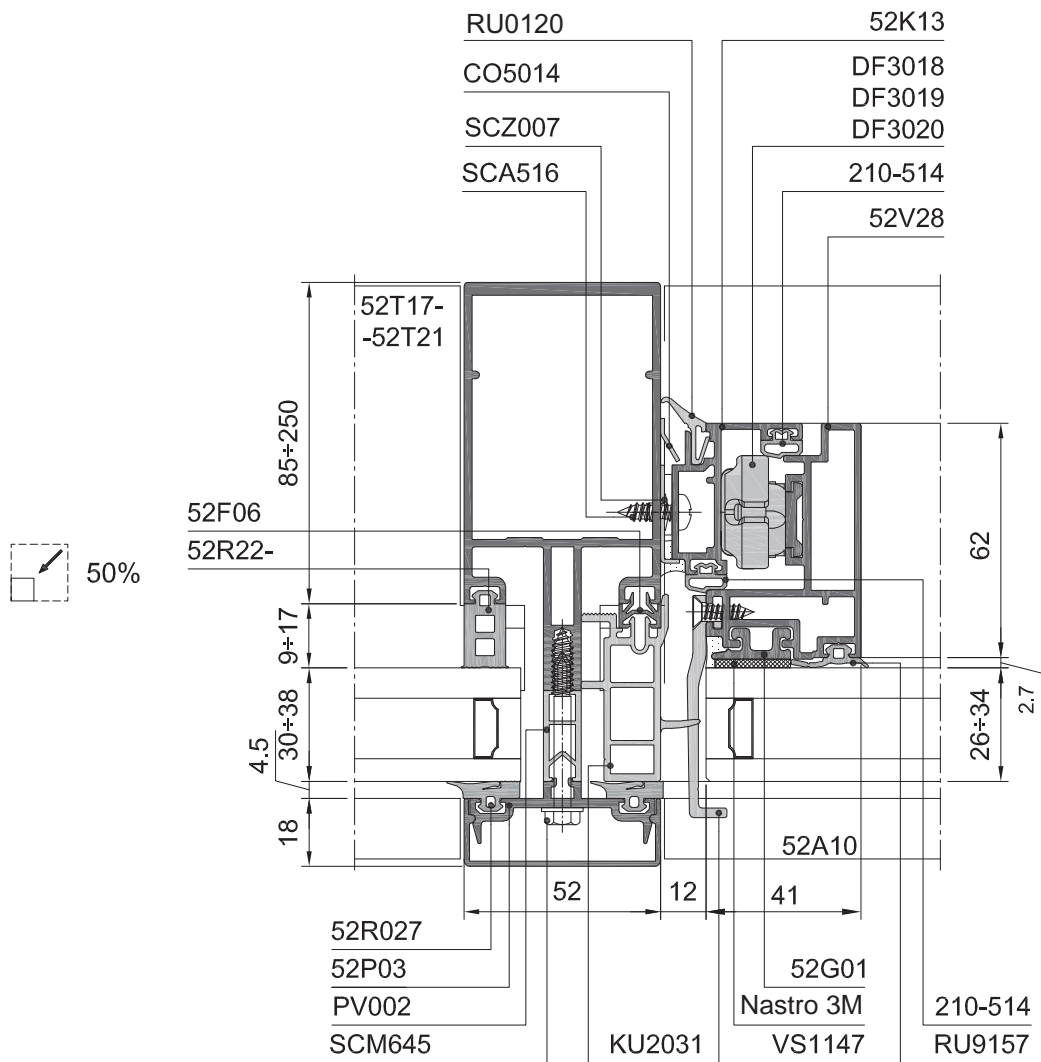 RU0120
52K13
CO5014
DF3018
DF3019
SCZ007
DF3020
SCA516
210-514
52V28
52T17-
-52T21
85÷250
52F06
52R22-
50%
62
9÷17
30÷38
4.5
18
26÷34
2.7
52A10
52
12
41
52R027
52P03
52G01
PV002
Nastro 3M
210-514
SCM645
KU2031
VS1147
RU9157